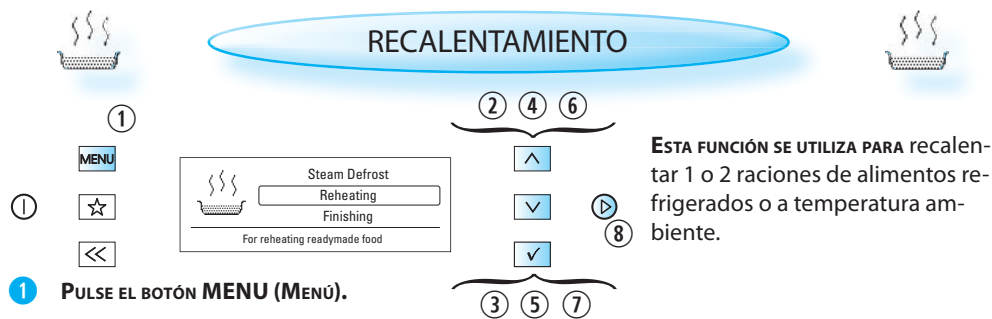 RECALENTAMIENTO
①
② ④ ⑥
MENU
Steam Defrost
Reheating
Finishing
For reheating readymade food
⑧
③ ⑤ ⑦
ESTA FUNCIÓN SE UTILIZA PARA recalen-
tar 1 o 2 raciones de alimentos re-
frigerados o a temperatura am-
biente.
1 PULSE EL BOTÓN MENU (MENÚ).